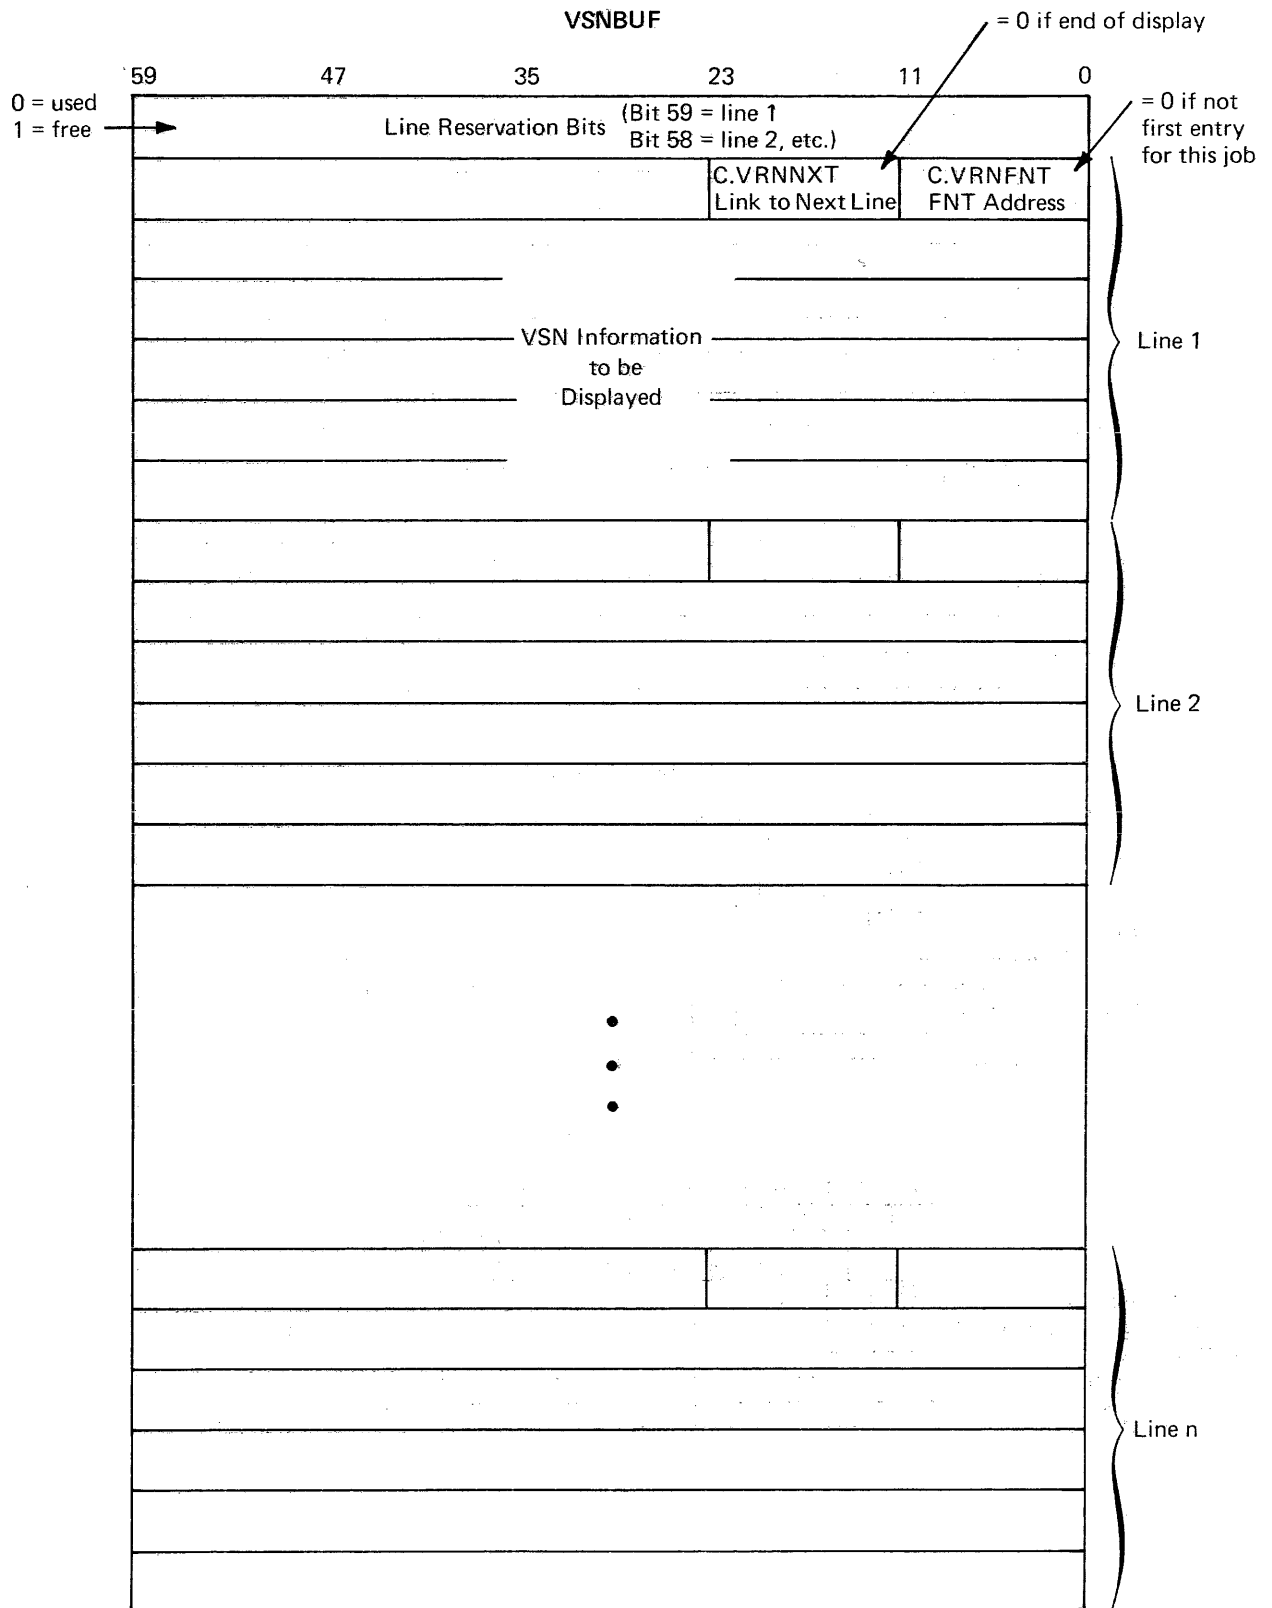 VSNBUF
= 0 if end of display
59 47 35 23 11 0
0 = used
1 = free
= 0 if not
first entry
for this job
Line Reservation Bits
(Bit 59 = line 1
Bit 58 = line 2, etc.)
C.VRNNXT
Link to Next Line
C.VRNFNT
FNT Address
VSN Information
to be
Displayed
Line 1
Line 2
Line n